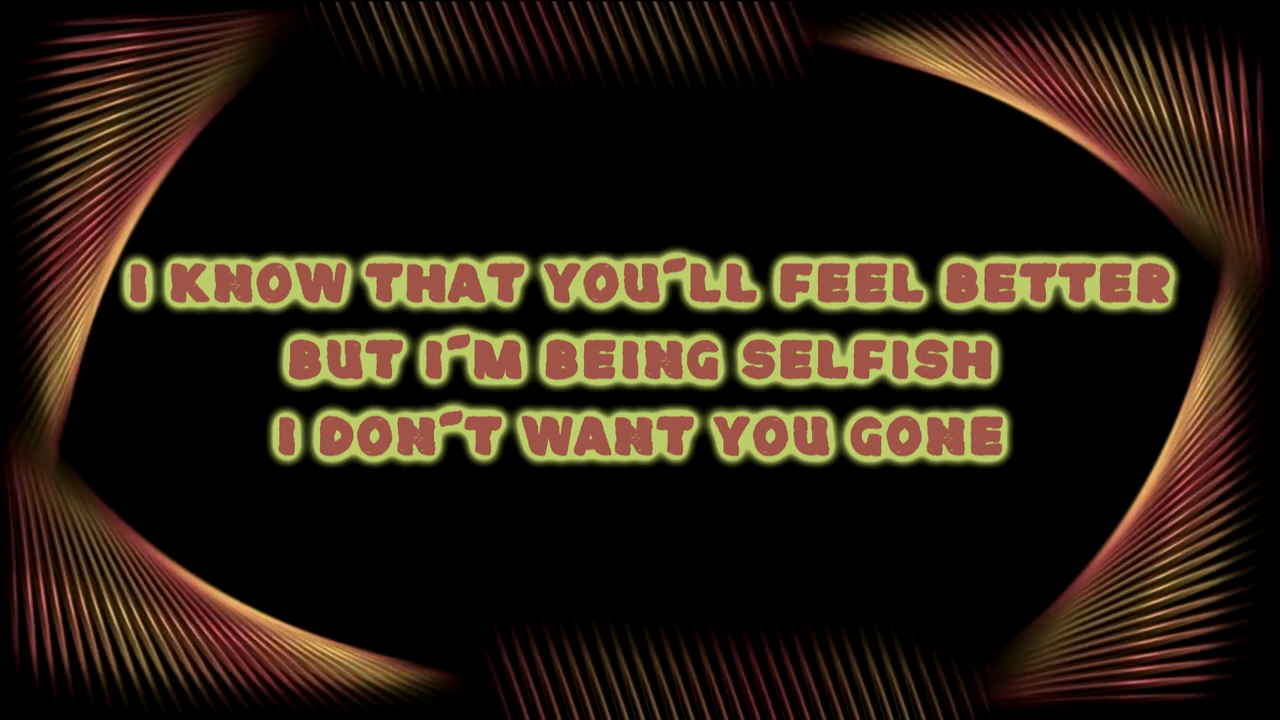 I KNOW THAT YOU´LL FEEL BETTER
BUT I´M BEING SELFISH
I DON´T WANT YOU GONE